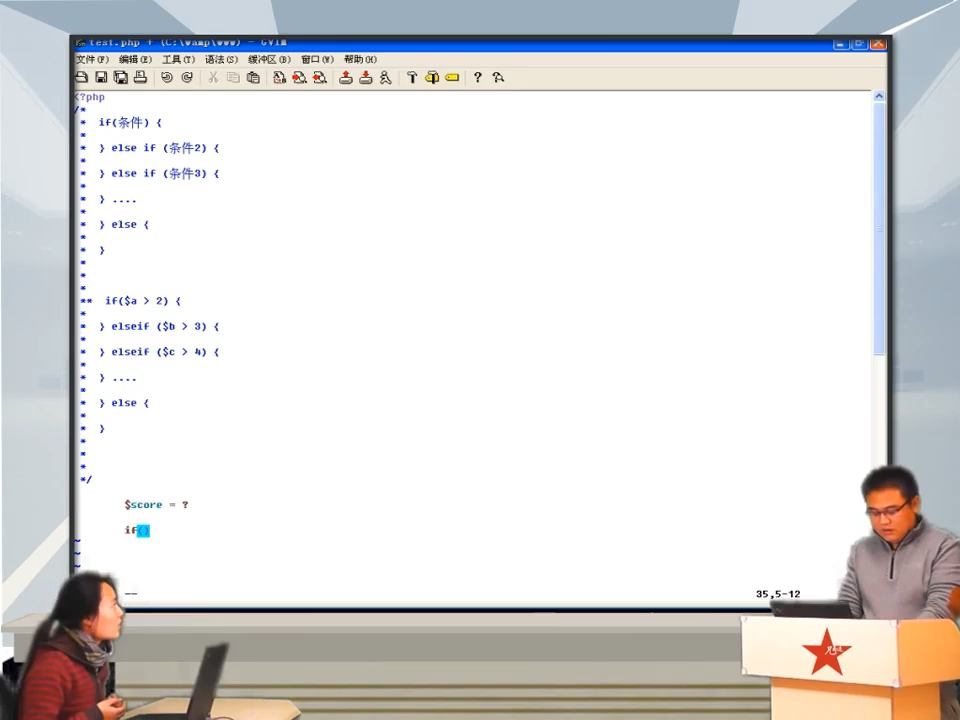 test.php + (C:\wamp\www) - GVIM
文件(F) 编辑(E) 工具(T) 语法(S) 缓冲区(B) 窗口(W) 帮助(H)
<?php
/*
* if(条件) {
*
* } else if (条件2) {
*
* } else if (条件3) {
*
* } ....
*
* } else {
*
* }
*
*
*
** if($a > 2) {
*
* } elseif ($b > 3) {
*
* } elseif ($c > 4) {
*
* } ....
*
* } else {
*
* }
*
*
*
*/
$score = ?
if()
~
~
~
--
35,5-12